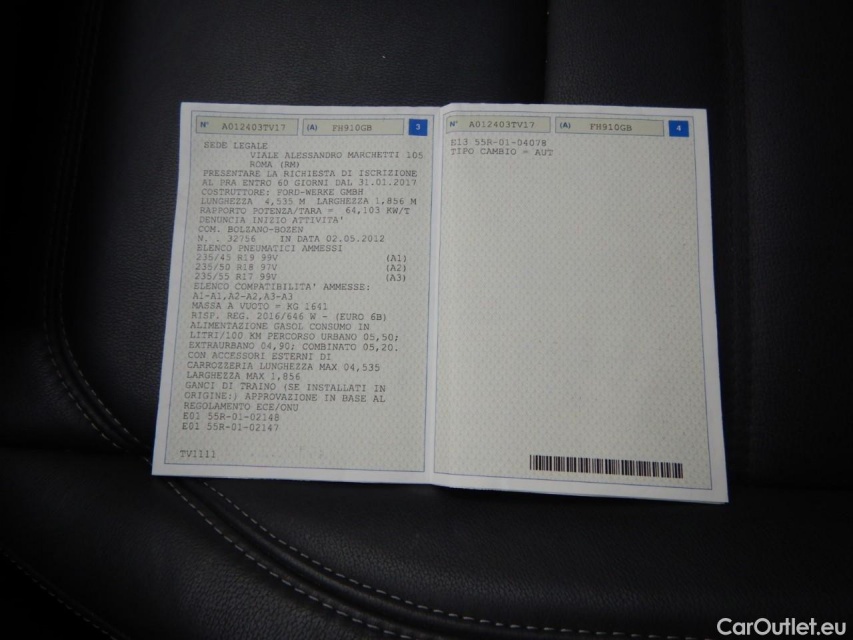 N° A012403TV17 (A) FH910GB 3
SEDE LEGALE
VIALE ALESSANDRO MARCHETTI 105
ROMA (RM)
PRESENTARE LA RICHIESTA DI ISCRIZIONE
AL PRA ENTRO 60 GIORNI DAL 31.01.2017
COSTRUTTORE: FORD-WERKE GMBH
LUNGHEZZA 4,535 M LARGHEZZA 1,856 M
RAPPORTO POTENZA/TARA = 64,103 KW/T
DENUNCIA INIZIO ATTIVITA'
COM. BOLZANO-BOZEN
N. . 32756 IN DATA 02.05.2012
ELENCO PNEUMATICI AMMESSI
235/45 R19 99V (A1)
235/50 R18 97V (A2)
235/55 R17 99V (A3)
ELENCO COMPATIBILITA' AMMESSE:
A1-A1,A2-A2,A3-A3
MASSA A VUOTO = KG 1641
RISP. REG. 2016/646 W - (EURO 6B)
ALIMENTAZIONE GASOL CONSUMO IN
LITRI/100 KM PERCORSO URBANO 05,50;
EXTRAURBANO 04,90; COMBINATO 05,20.
CON ACCESSORI ESTERNI DI
CARROZZERIA LUNGHEZZA MAX 04,535
LARGHEZZA MAX 1,856
GANCI DI TRAINO (SE INSTALLATI IN
ORIGINE:) APPROVAZIONE IN BASE AL
REGOLAMENTO ECE/ONU
E01 55R-01-02148
E01 55R-01-02147
TV1111
N° A012403TV17 (A) FH910GB 4
E13 55R-01-04078
TIPO CAMBIO = AUT
CarOutlet.eu